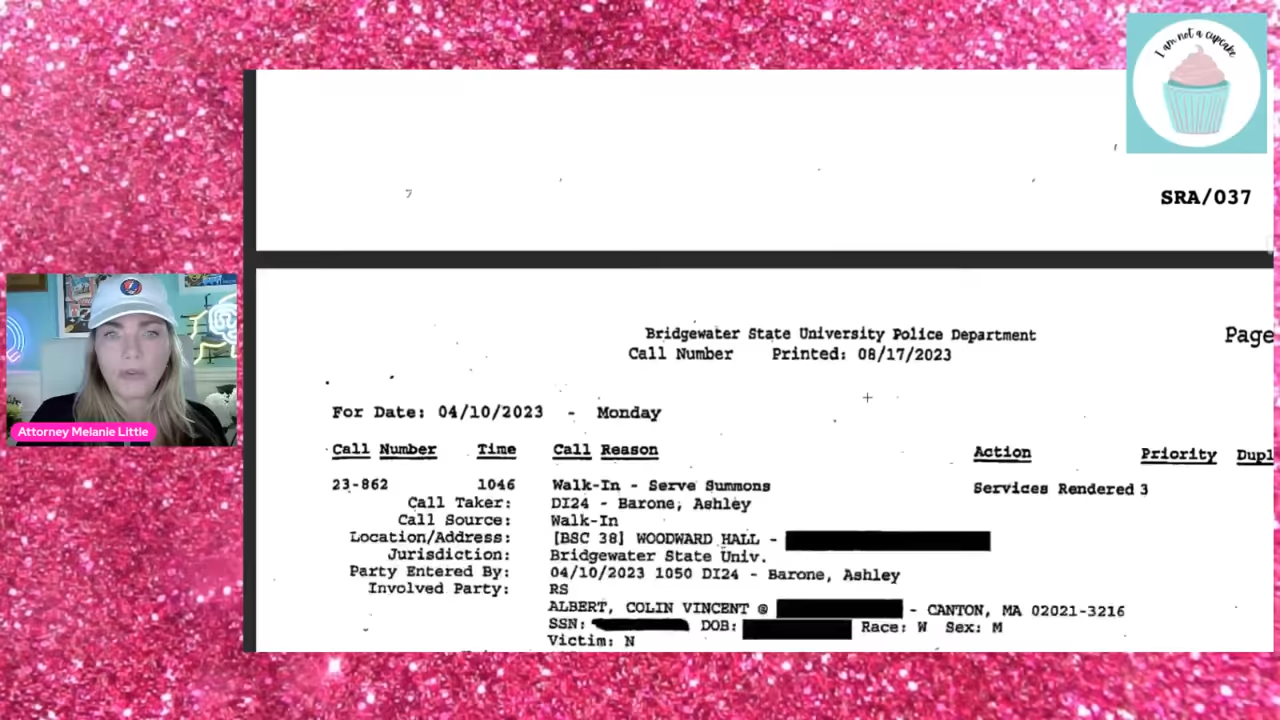 I am not a cupcake
SRA/037
Bridgewater State University Police Department
Page
Call Number Printed: 08/17/2023
For Date: 04/10/2023 - Monday
Call Number Time Call Reason Action Priority Dupl
23-862 1046 Walk-In - Serve Summons Services Rendered 3
Call Taker: DI24 - Barone, Ashley
Call Source: Walk-In
Location/Address: [BSC 38] WOODWARD HALL -
Jurisdiction: Bridgewater State Univ.
Party Entered By: 04/10/2023 1050 DI24 - Barone, Ashley
Involved Party: RS
ALBERT, COLIN VINCENT @ - CANTON, MA 02021-3216
SSN: DOB: Race: W Sex: M
Victim: N
Attorney Melanie Little